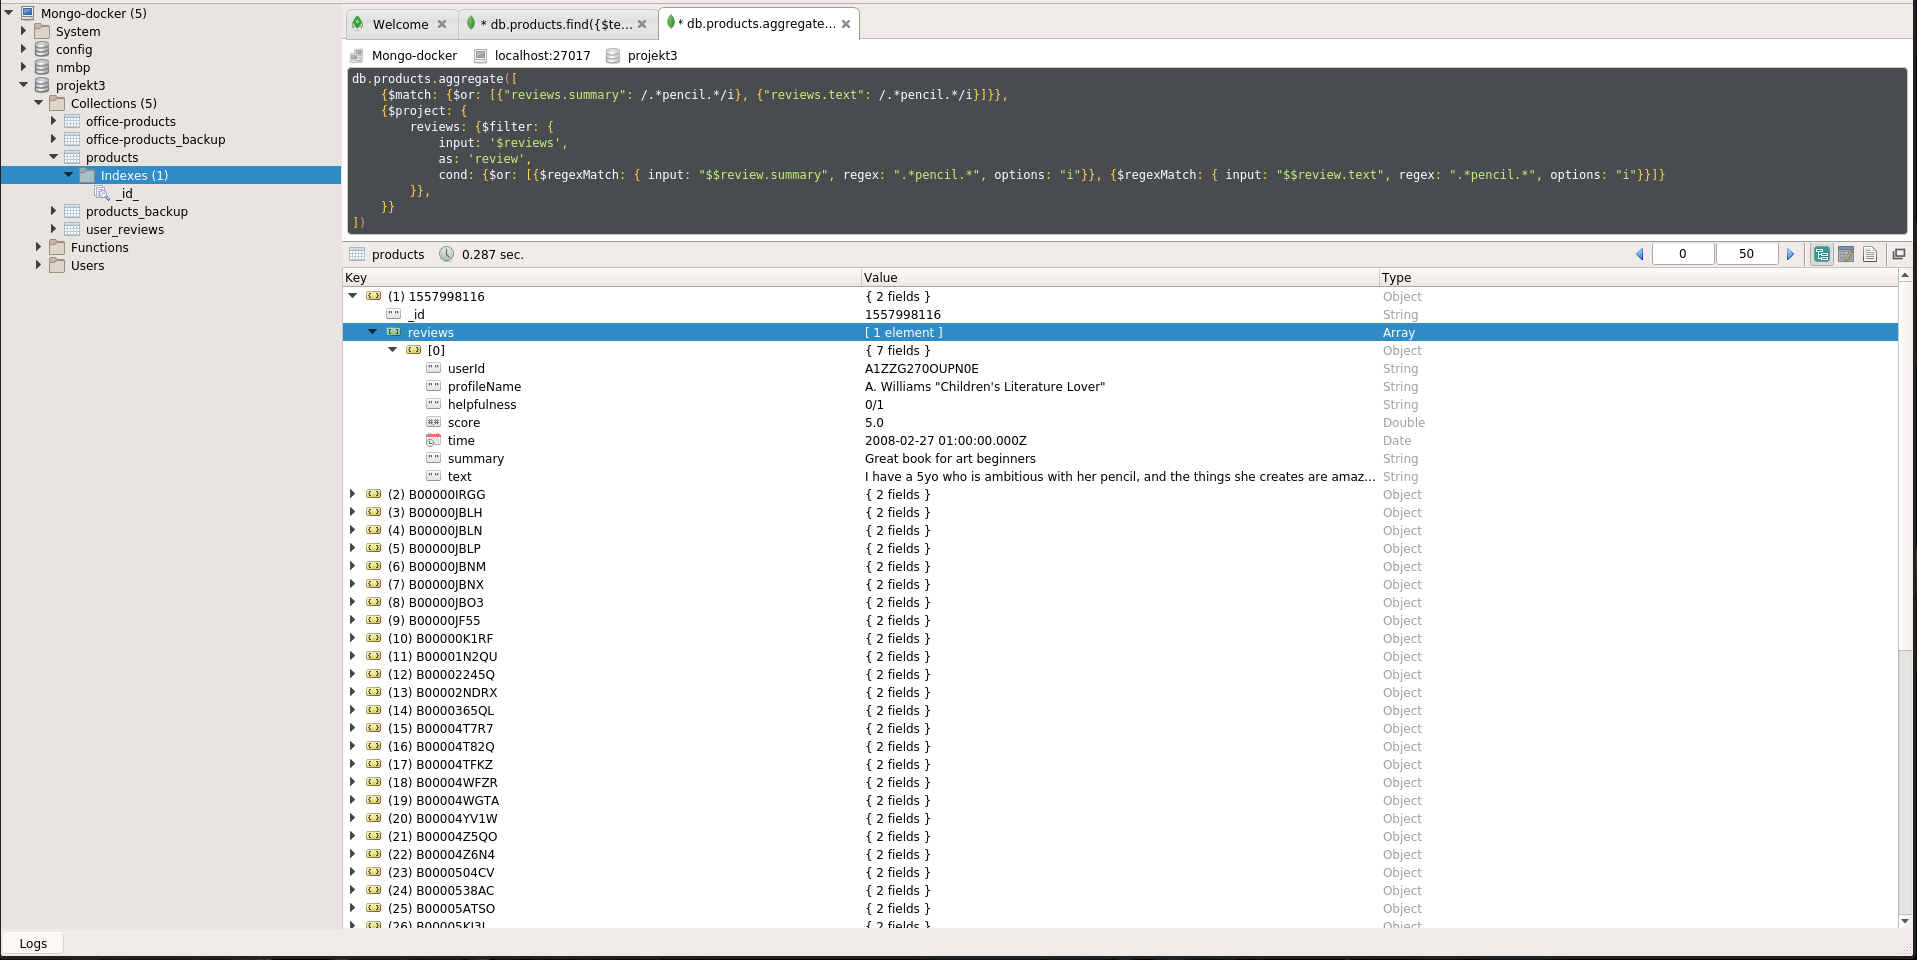 Mongo-docker (5)
System
config
nmbp
projekt3
Collections (5)
office-products
office-products_backup
products
Indexes (1)
_id_
products_backup
user_reviews
Functions
Users
Welcome
* db.products.find({$te...
* db.products.aggregate...
Mongo-docker localhost:27017 projekt3
db.products.aggregate([
{$match: {$or: [{"reviews.summary": /.*pencil.*/i}, {"reviews.text": /.*pencil.*/i}]}},
{$project: {
reviews: {$filter: {
input: '$reviews',
as: 'review',
cond: {$or: [{$regexMatch: { input: "$$review.summary", regex: ".*pencil.*", options: "i"}}, {$regexMatch: { input: "$$review.text", regex: ".*pencil.*", options: "i"}}]}
}},
}}
])
products 0.287 sec. 0 50
Key Value Type
(1) 1557998116 { 2 fields } Object
_id 1557998116 String
reviews [ 1 element ] Array
[0] { 7 fields } Object
userId A1ZZG270OUPN0E String
profileName A. Williams "Children's Literature Lover" String
helpfulness 0/1 String
score 5.0 Double
time 2008-02-27 01:00:00.000Z Date
summary Great book for art beginners String
text I have a 5yo who is ambitious with her pencil, and the things she creates are amaz... String
(2) B00000IRGG { 2 fields } Object
(3) B00000JBLH { 2 fields } Object
(4) B00000JBLN { 2 fields } Object
(5) B00000JBLP { 2 fields } Object
(6) B00000JBNM { 2 fields } Object
(7) B00000JBNX { 2 fields } Object
(8) B00000JBO3 { 2 fields } Object
(9) B00000JF55 { 2 fields } Object
(10) B00000K1RF { 2 fields } Object
(11) B00001N2QU { 2 fields } Object
(12) B00002245Q { 2 fields } Object
(13) B00002NDRX { 2 fields } Object
(14) B0000365QL { 2 fields } Object
(15) B00004T7R7 { 2 fields } Object
(16) B00004T82Q { 2 fields } Object
(17) B00004TFKZ { 2 fields } Object
(18) B00004WFZR { 2 fields } Object
(19) B00004WGTA { 2 fields } Object
(20) B00004YV1W { 2 fields } Object
(21) B00004Z5QO { 2 fields } Object
(22) B00004Z6N4 { 2 fields } Object
(23) B0000504CV { 2 fields } Object
(24) B0000538AC { 2 fields } Object
(25) B00005ATSO { 2 fields } Object
(26) { 2 fields } Object
Logs